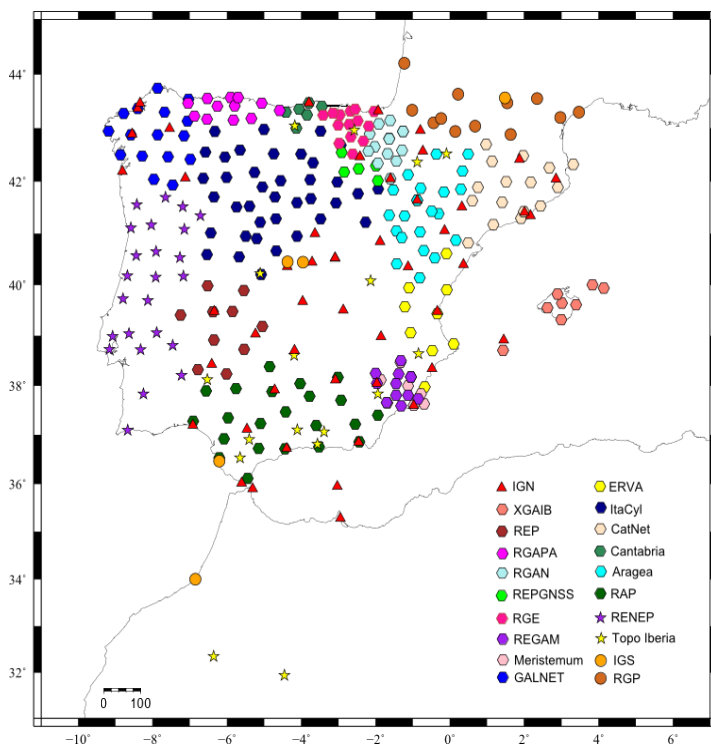 44°
42°
40°
38°
36°
34°
32°
IGN
ERVA
XGAIB
ItaCyl
REP
CatNet
RGAPA
Cantabria
RGAN
Aragea
REPGNSS
RAP
RGE
RENEP
REGAM
Topo Iberia
Meristemum
IGS
GALNET
RGP
0 100
−10° −8° −6° −4° −2° 0° 2° 4° 6°